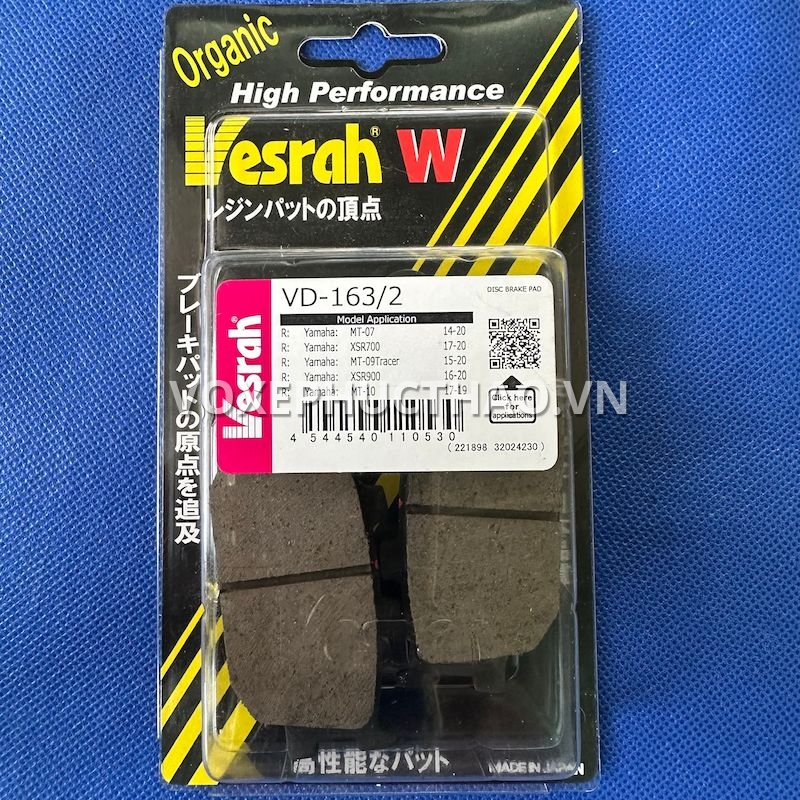 Organic
High Performance
Vesrah® W
レジンパットの頂点
ブレーキパットの原点を追及
Vesrah®
VD-163/2
DISC BRAKE PAD
Model Application
R: Yamaha: MT-07 14-20
R: Yamaha: XSR700 17-20
R: Yamaha: MT-09Tracer 15-20
R: Yamaha: XSR900 16-20
R: Yamaha: MT-10 17-19
Click here
for
applications
VOXEPHUCTHAO.VN
4 544540 110530
(221898 32024230)
高性能なパット
MADE IN JAPAN